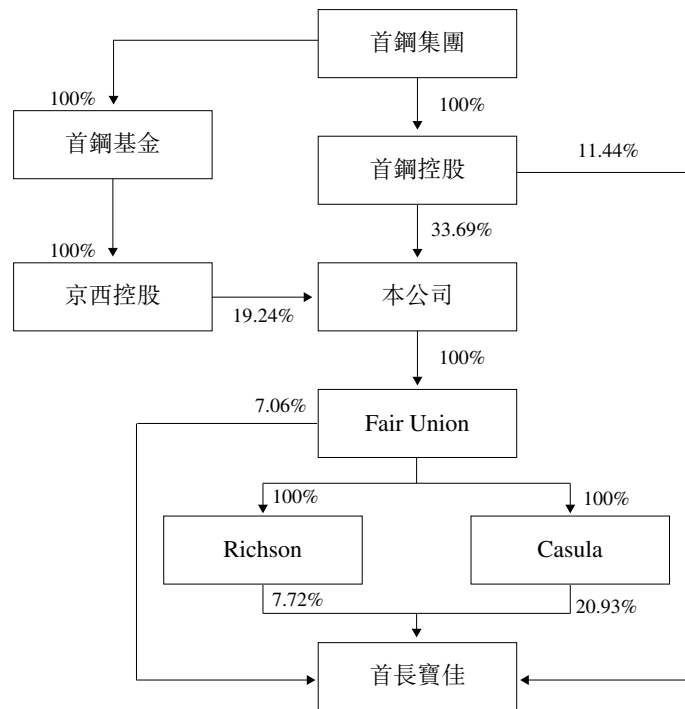 首鋼集團
100%
100%
首鋼基金
首鋼控股
11.44%
100%
33.69%
京西控股
19.24%
本公司
100%
7.06%
Fair Union
100%
100%
Richson
Casula
7.72%
20.93%
首長寶佳